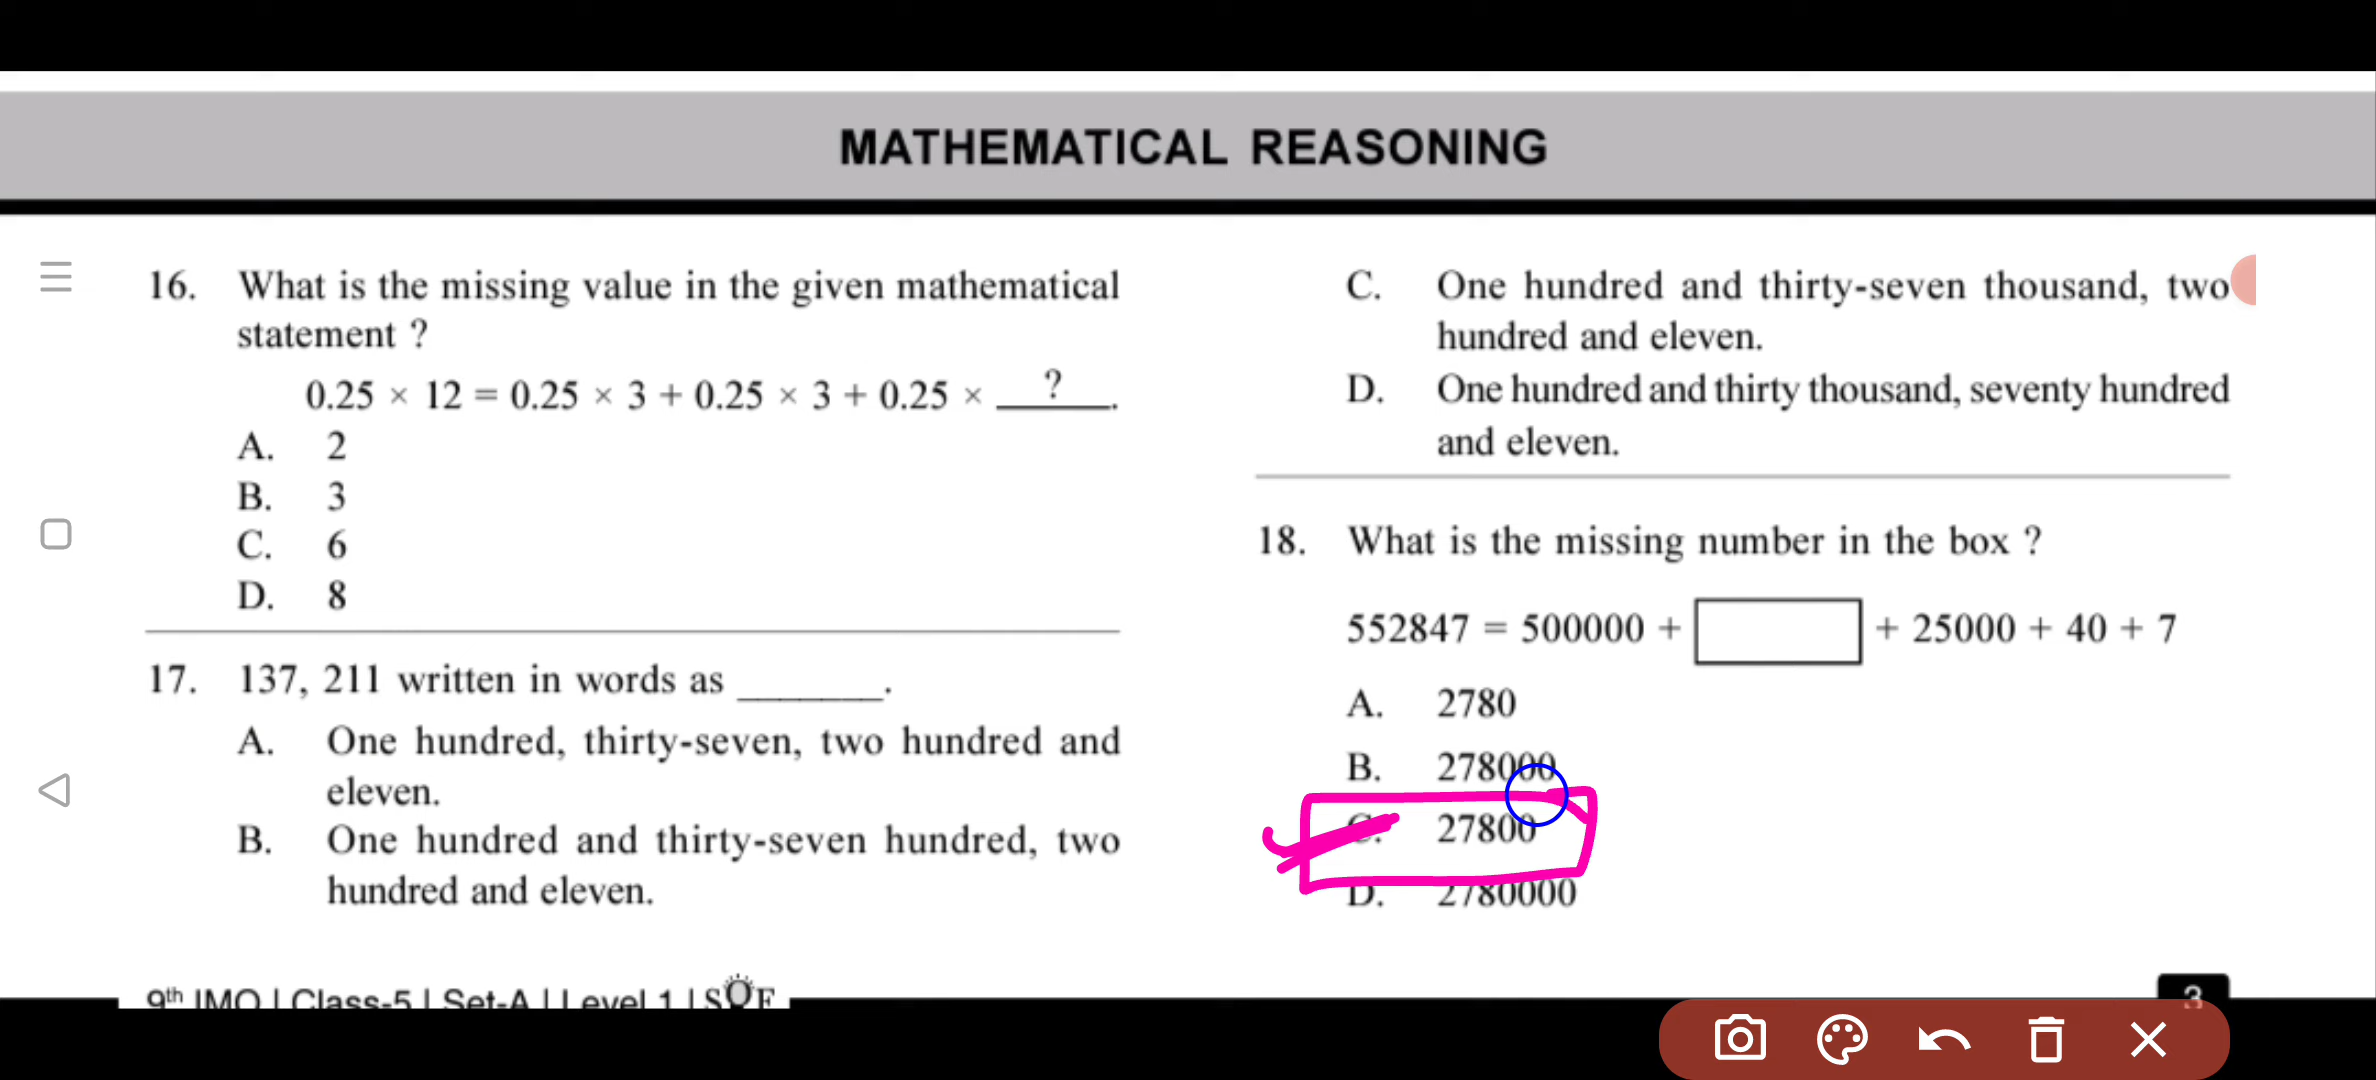 MATHEMATICAL REASONING
16. What is the missing value in the given mathematical
statement ?
0.25 × 12 = 0.25 × 3 + 0.25 × 3 + 0.25 × ? .
A. 2
B. 3
C. 6
D. 8
17. 137, 211 written in words as _______.
A. One hundred, thirty-seven, two hundred and
eleven.
B. One hundred and thirty-seven hundred, two
hundred and eleven.
C. One hundred and thirty-seven thousand, two
hundred and eleven.
D. One hundred and thirty thousand, seventy hundred
and eleven.
18. What is the missing number in the box ?
552847 = 500000 + + 25000 + 40 + 7
A. 2780
B. 278000
C. 27800
D. 2780000
9th IMO | Class-5 | Set-A | Level 1 | SOF
3